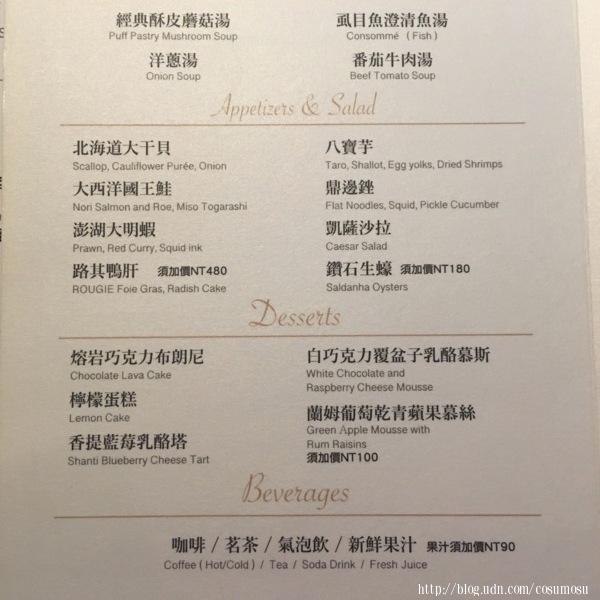 經典酥皮蘑菇湯
Puff Pastry Mushroom Soup
虱目魚澄清魚湯
Consommé (Fish)
洋蔥湯
Onion Soup
番茄牛肉湯
Beef Tomato Soup
Appetizers & Salad
北海道大干貝
Scallop, Cauliflower Purée, Onion
八寶芋
Taro, Shallot, Egg yolks, Dried Shrimps
大西洋國王鮭
Nori Salmon and Roe, Miso Togarashi
鼎邊銼
Flat Noodles, Squid, Pickle Cucumber
澎湖大明蝦
Prawn, Red Curry, Squid ink
凱薩沙拉
Caesar Salad
路其鴨肝 須加價NT480
ROUGIE Foie Gras, Radish Cake
鑽石生蠔 須加價NT180
Saldanha Oysters
Desserts
熔岩巧克力布朗尼
Chocolate Lava Cake
白巧克力覆盆子乳酪慕斯
White Chocolate and
Raspberry Cheese Mousse
檸檬蛋糕
Lemon Cake
蘭姆葡萄乾青蘋果慕絲
Green Apple Mousse with
Rum Raisins
須加價NT100
香提藍莓乳酪塔
Shanti Blueberry Cheese Tart
Beverages
咖啡 / 茗茶 / 氣泡飲 / 新鮮果汁 果汁須加價NT90
Coffee (Hot/Cold) / Tea / Soda Drink / Fresh Juice
http://blog.udn.com/cosumosu